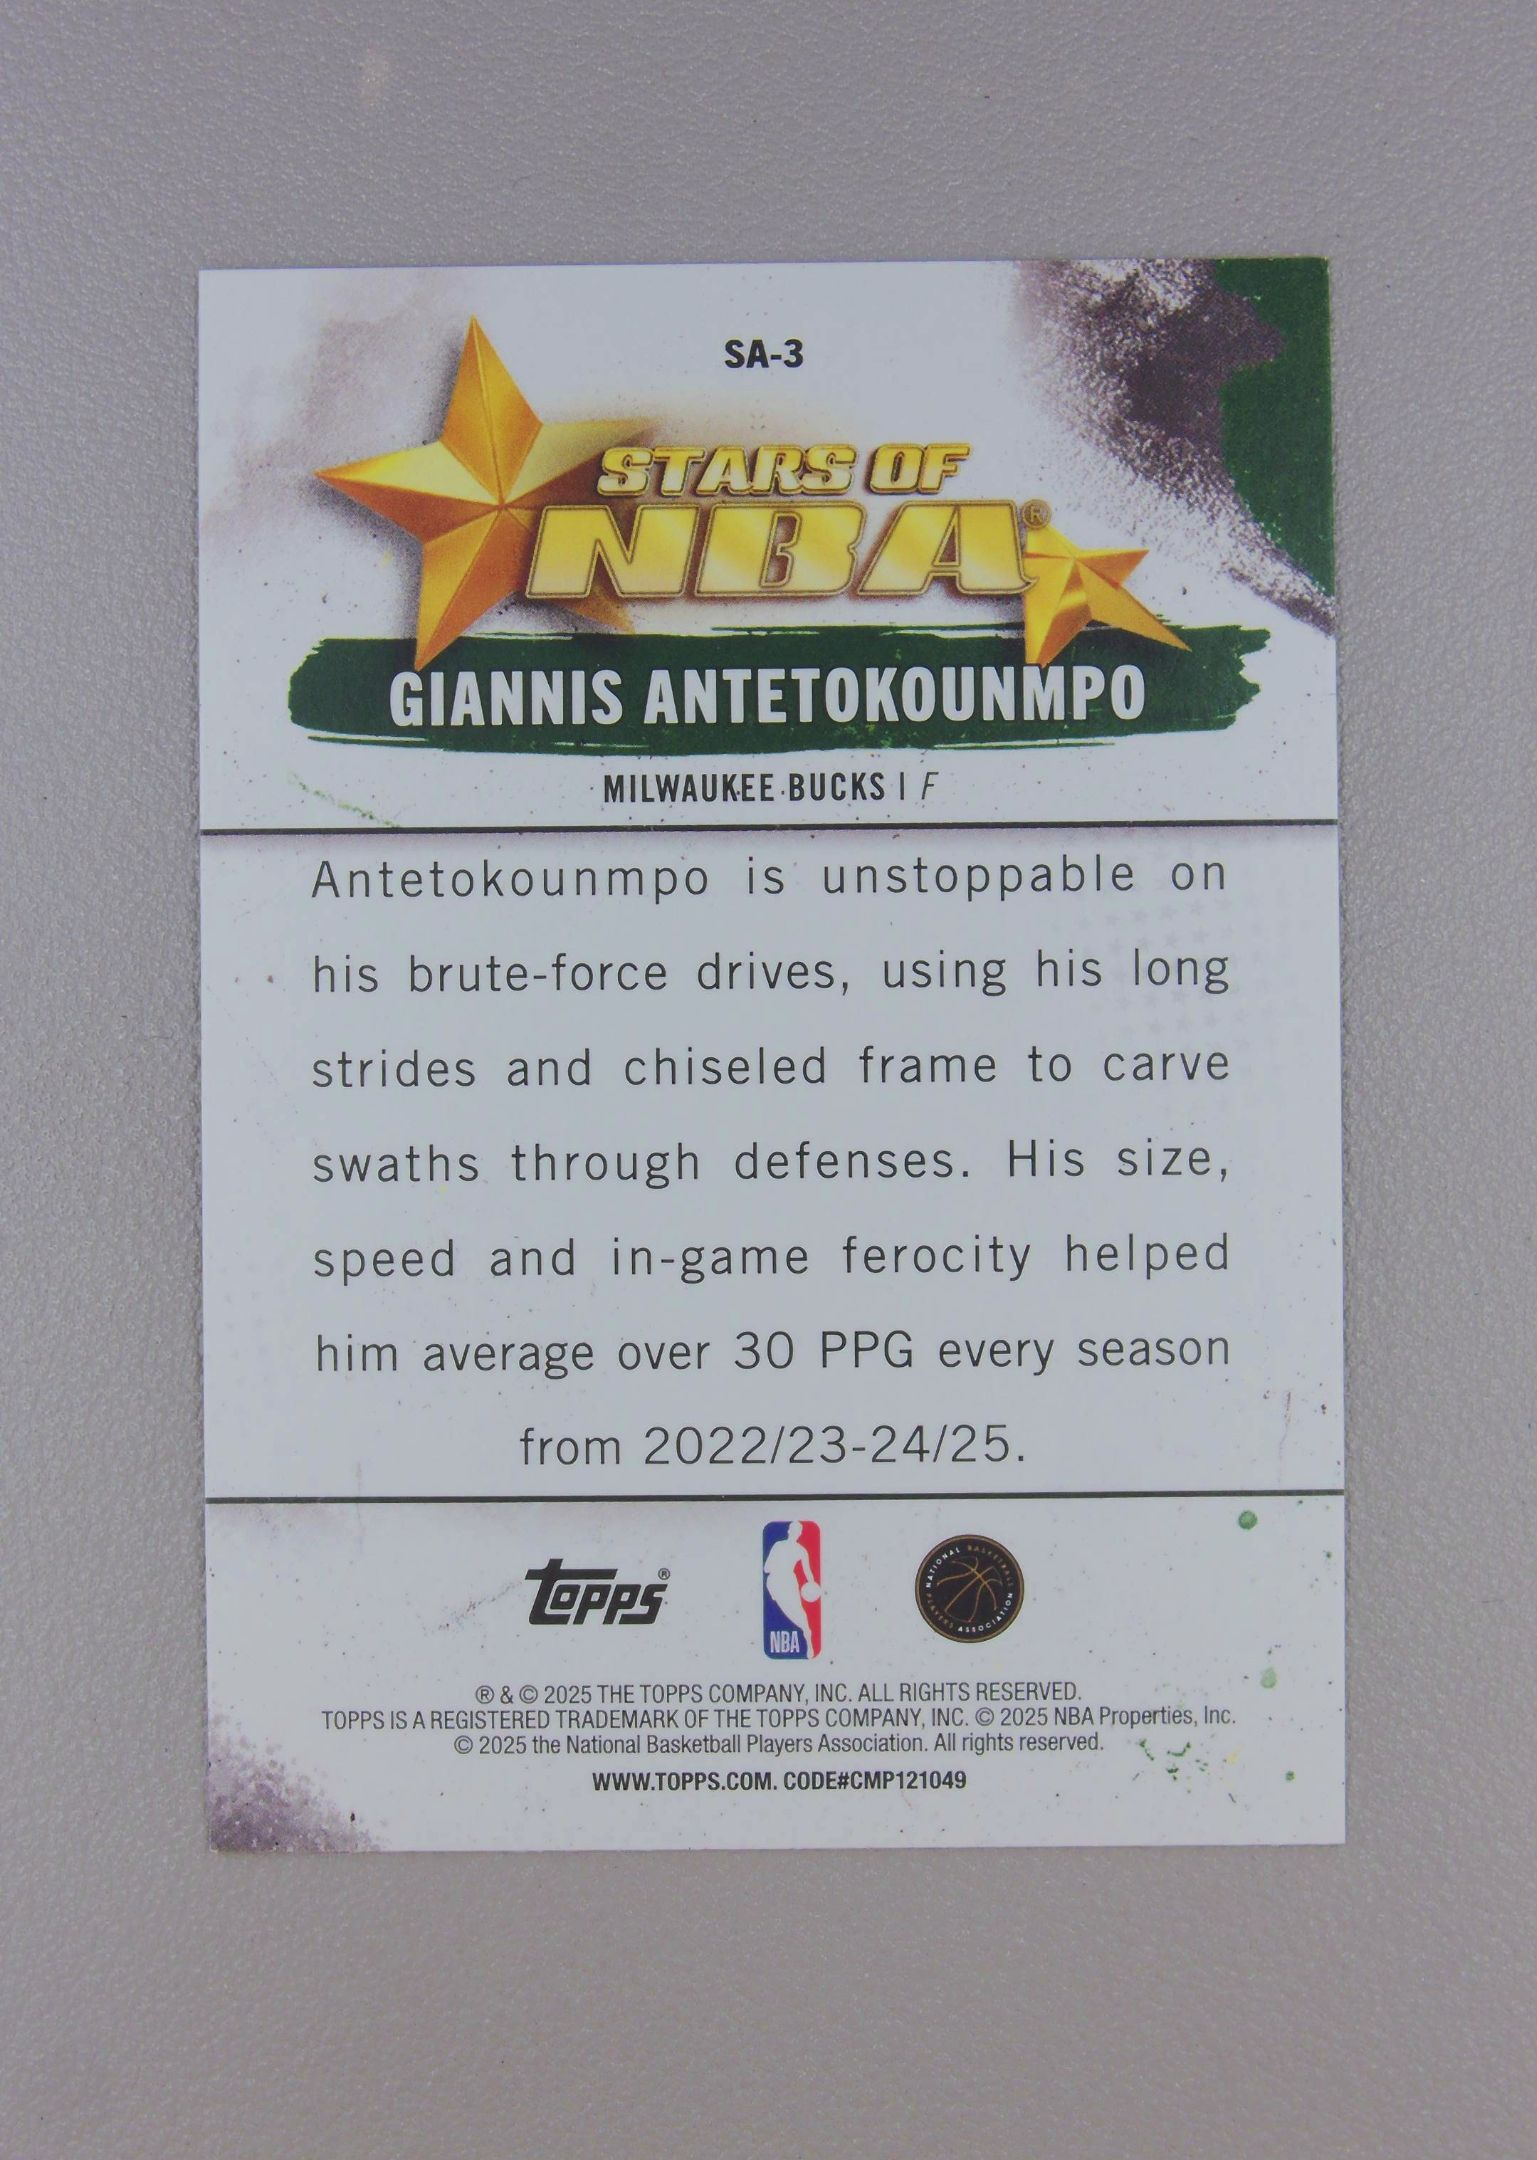 SA-3
STARS OF
NBA®
GIANNIS ANTETOKOUNMPO
MILWAUKEE BUCKS | F
Antetokounmpo is unstoppable on
his brute-force drives, using his long
strides and chiseled frame to carve
swaths through defenses. His size,
speed and in-game ferocity helped
him average over 30 PPG every season
from 2022/23-24/25.
topps®
NBA
NATIONAL BASKETBALL
PLAYERS ASSOCIATION
® & © 2025 THE TOPPS COMPANY, INC. ALL RIGHTS RESERVED.
TOPPS IS A REGISTERED TRADEMARK OF THE TOPPS COMPANY, INC. © 2025 NBA Properties, Inc.
© 2025 the National Basketball Players Association. All rights reserved.
WWW.TOPPS.COM. CODE#CMP121049